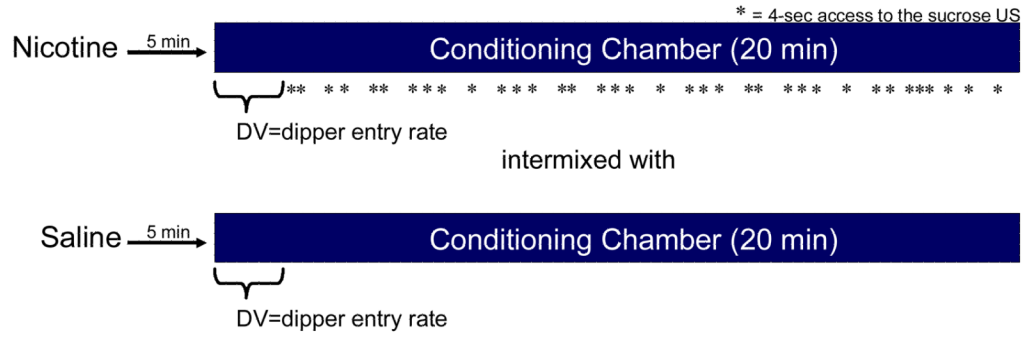 * = 4-sec access to the sucrose US
Nicotine 5 min Conditioning Chamber (20 min)
** * * ** * * * * * * * ** * * * * * * * ** * * * * * * **** * * *
DV=dipper entry rate
intermixed with
Saline 5 min Conditioning Chamber (20 min)
DV=dipper entry rate